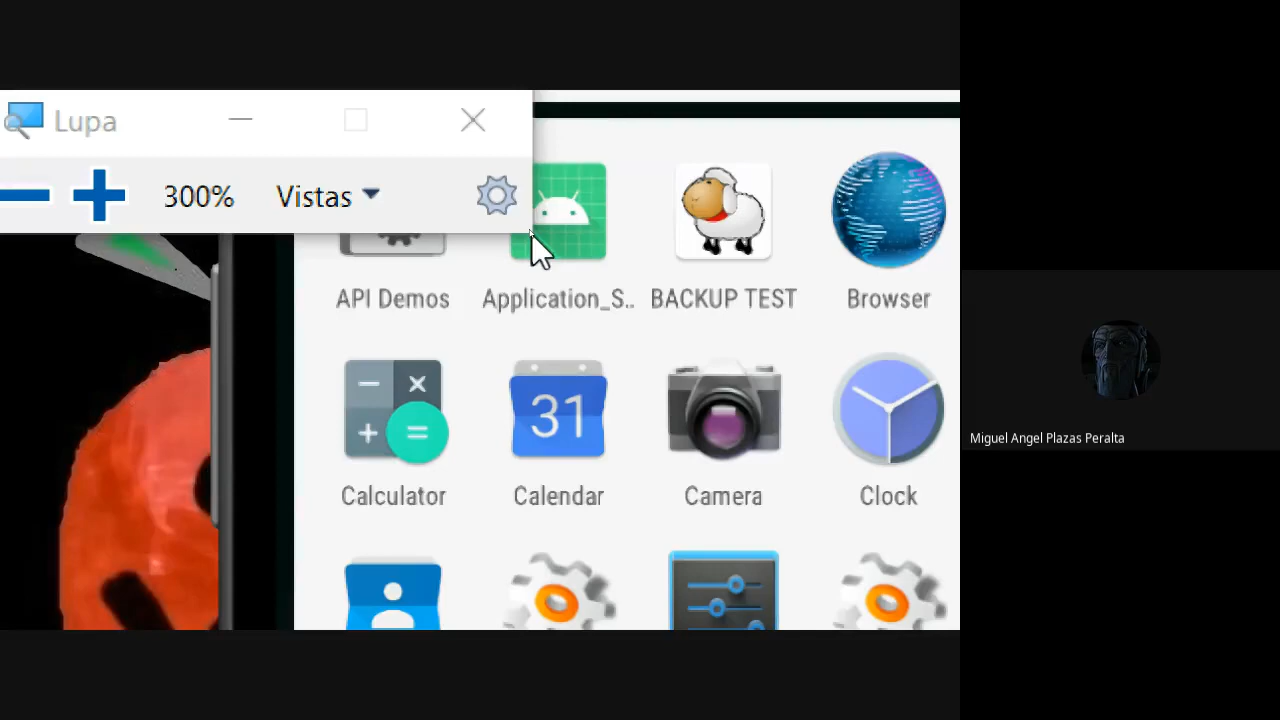 Lupa
300% Vistas
API Demos Application_S.. BACKUP TEST Browser
31
Calculator Calendar Camera Clock
Miguel Angel Plazas Peralta